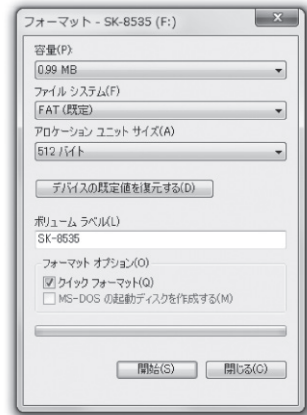 フォーマット - SK-8535 (F:)
容量(P):
0.99 MB
ファイル システム(F)
FAT (既定)
アロケーション ユニット サイズ(A)
512 バイト
デバイスの既定値を復元する(D)
ボリューム ラベル(L)
SK-8535
フォーマット オプション(O)
クイック フォーマット(Q)
MS-DOS の起動ディスクを作成する(M)
開始(S)
閉じる(C)